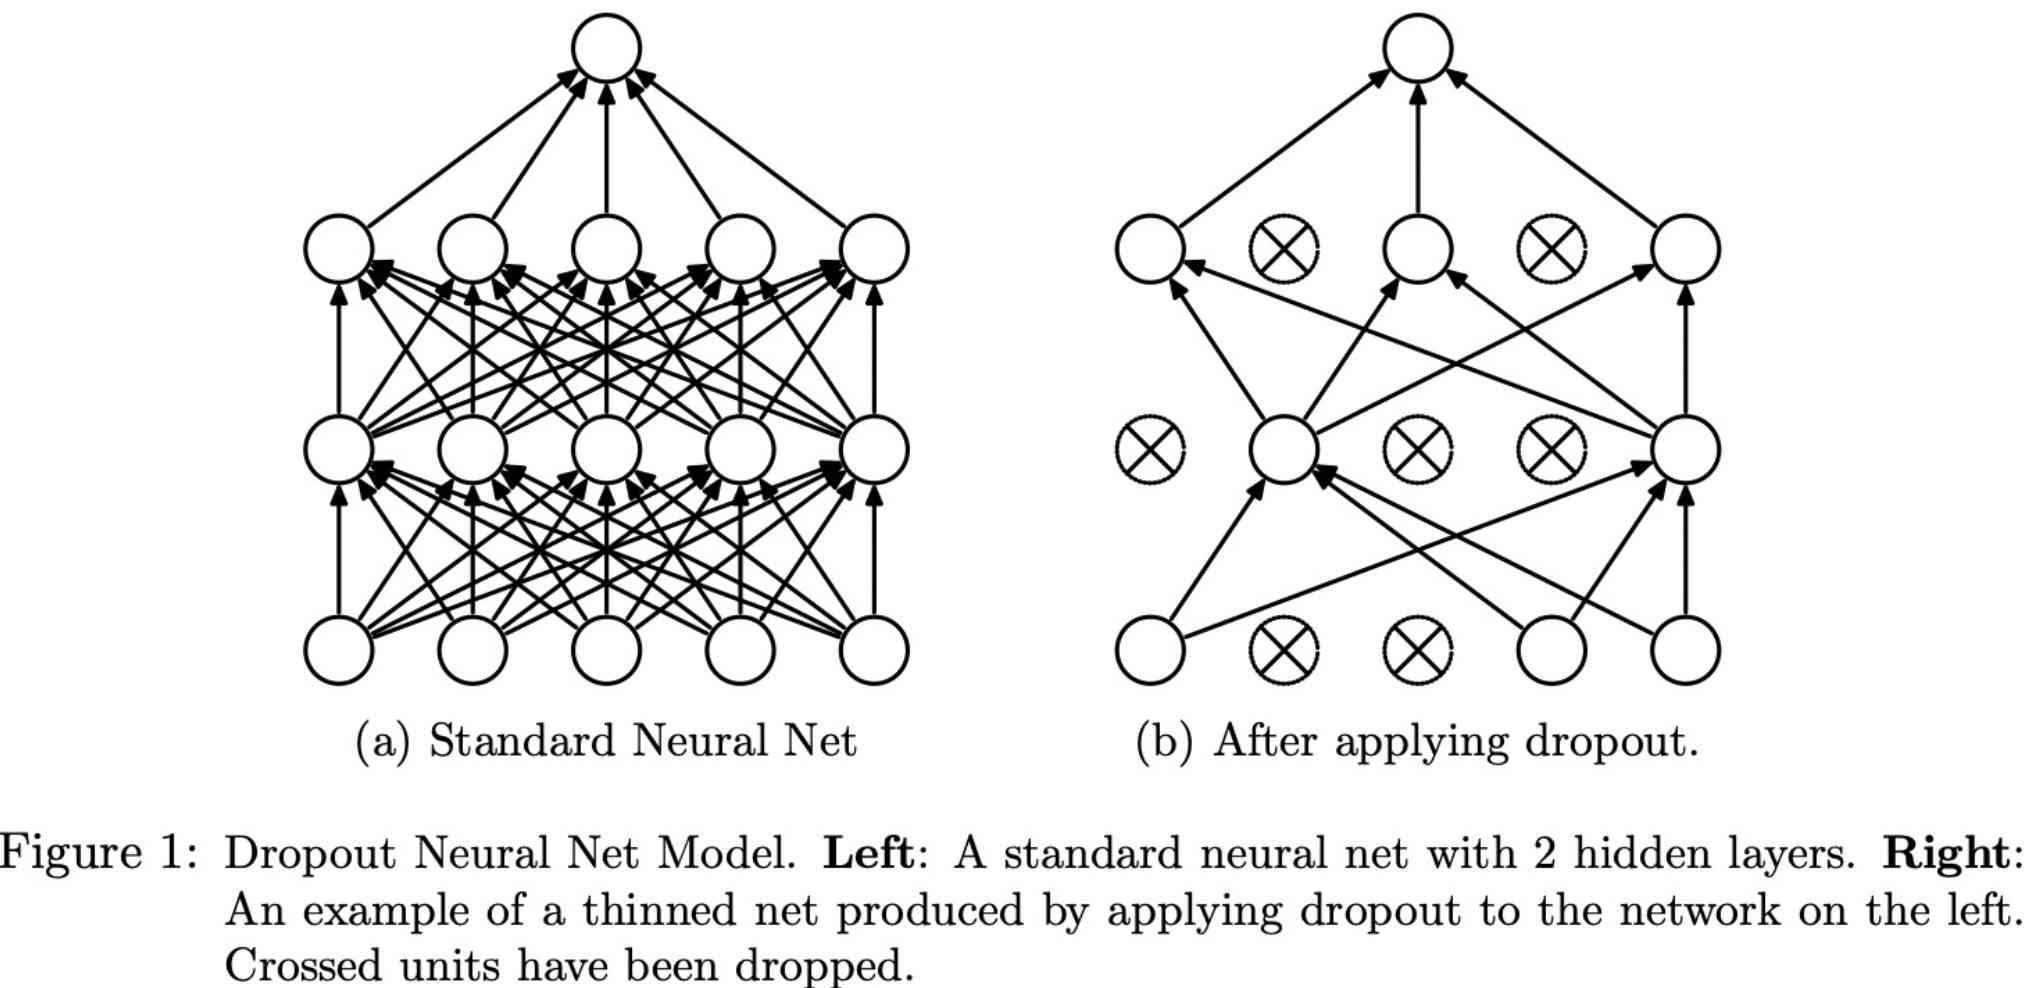 (a) Standard Neural Net
(b) After applying dropout.
Figure 1: Dropout Neural Net Model. Left: A standard neural net with 2 hidden layers. Right:
An example of a thinned net produced by applying dropout to the network on the left.
Crossed units have been dropped.